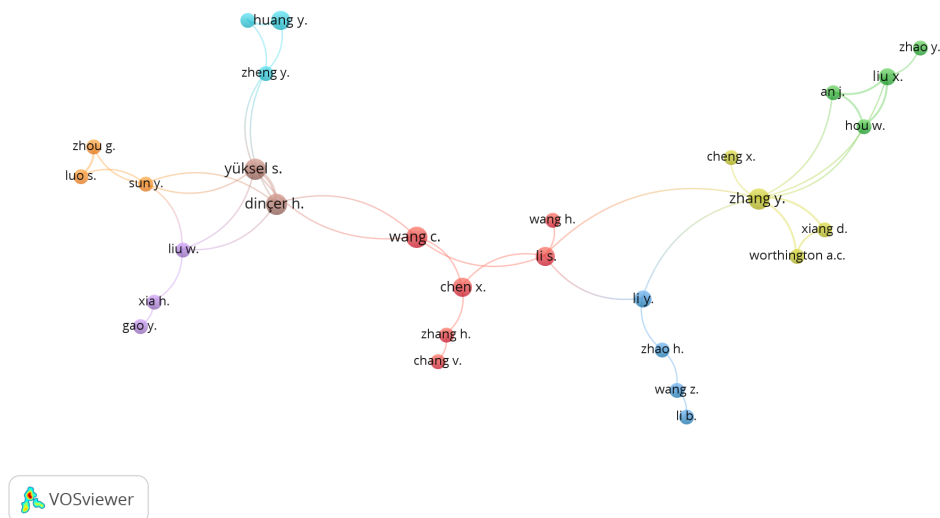 huang y.
zheng y.
zhao y.
liu x.
an j.
hou w.
zhou g.
luo s.
sun y.
yüksel s.
dinçer h.
cheng x.
zhang y.
xiang d.
worthington a.c.
wang h.
wang c.
li s.
liu w.
chen x.
li y.
xia h.
gao y.
zhang h.
chang v.
zhao h.
wang z.
li b.
VOSviewer